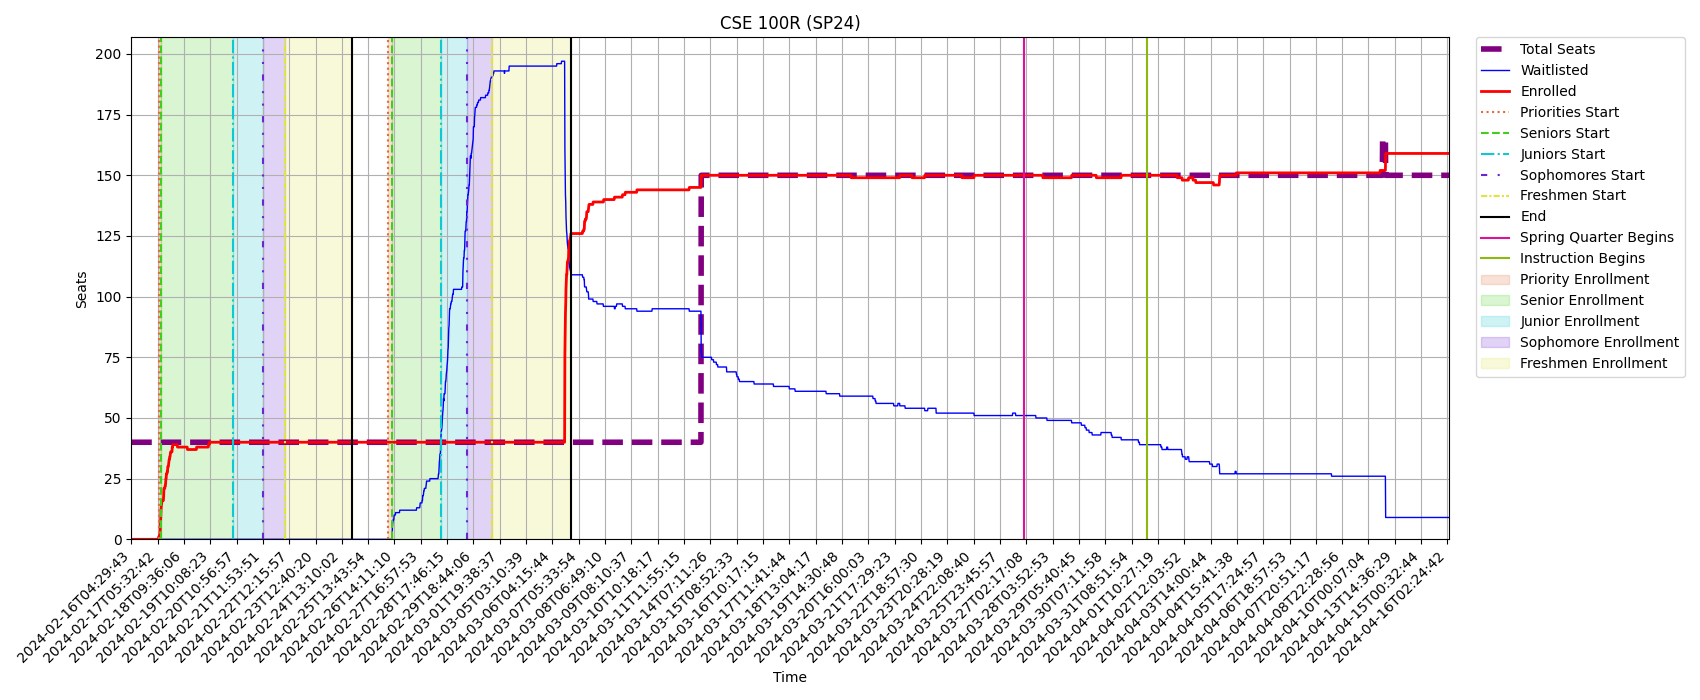 CSE 100R (SP24)
Seats
200
175
150
125
100
75
50
25
0
2024-02-16T04:29:43
2024-02-17T05:32:42
2024-02-18T09:36:06
2024-02-19T10:08:23
2024-02-20T10:56:57
2024-02-21T11:53:51
2024-02-22T12:15:57
2024-02-23T12:40:20
2024-02-24T13:10:02
2024-02-25T13:43:54
2024-02-26T14:11:10
2024-02-27T16:57:53
2024-02-28T17:46:15
2024-02-29T18:44:06
2024-03-01T19:38:37
2024-03-05T03:10:39
2024-03-06T04:15:44
2024-03-07T05:33:54
2024-03-08T06:49:10
2024-03-09T08:10:37
2024-03-10T10:18:17
2024-03-11T11:55:15
2024-03-14T07:11:26
2024-03-15T08:52:33
2024-03-16T10:17:15
2024-03-17T11:41:44
2024-03-18T13:04:17
2024-03-19T14:30:48
2024-03-20T16:00:03
2024-03-21T17:29:23
2024-03-22T18:57:30
2024-03-23T20:28:19
2024-03-24T22:08:40
2024-03-25T23:45:57
2024-03-27T02:17:08
2024-03-28T03:52:53
2024-03-29T05:40:45
2024-03-30T07:11:58
2024-03-31T08:51:54
2024-04-01T10:27:19
2024-04-02T12:03:52
2024-04-03T14:00:44
2024-04-04T15:41:38
2024-04-05T17:24:57
2024-04-06T18:57:53
2024-04-07T20:51:17
2024-04-08T22:28:56
2024-04-10T00:07:04
2024-04-13T14:36:29
2024-04-15T00:32:44
2024-04-16T02:24:42
Time
Total Seats
Waitlisted
Enrolled
Priorities Start
Seniors Start
Juniors Start
Sophomores Start
Freshmen Start
End
Spring Quarter Begins
Instruction Begins
Priority Enrollment
Senior Enrollment
Junior Enrollment
Sophomore Enrollment
Freshmen Enrollment